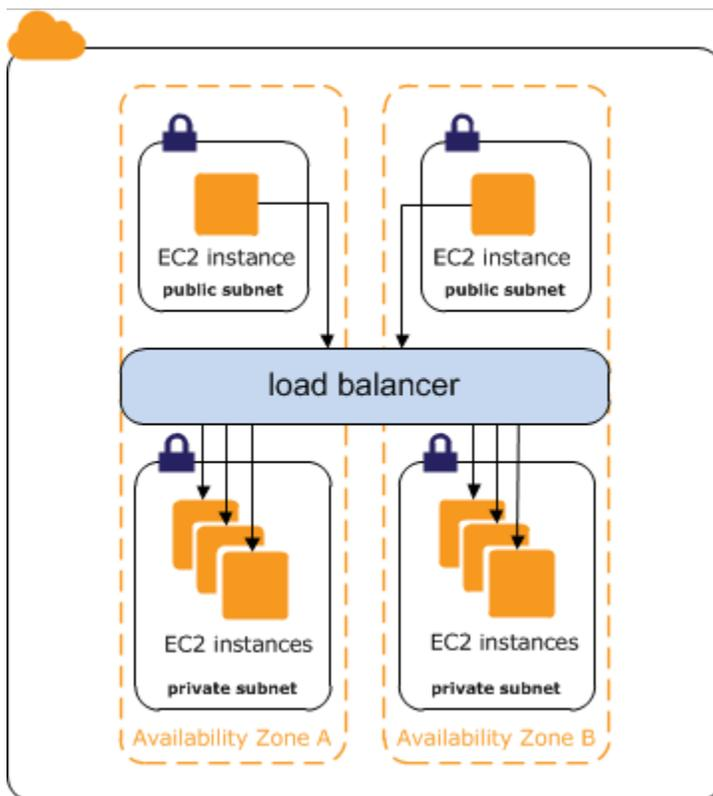 EC2 instance
public subnet
EC2 instance
public subnet
load balancer
EC2 instances
private subnet
EC2 instances
private subnet
Availability Zone A
Availability Zone B